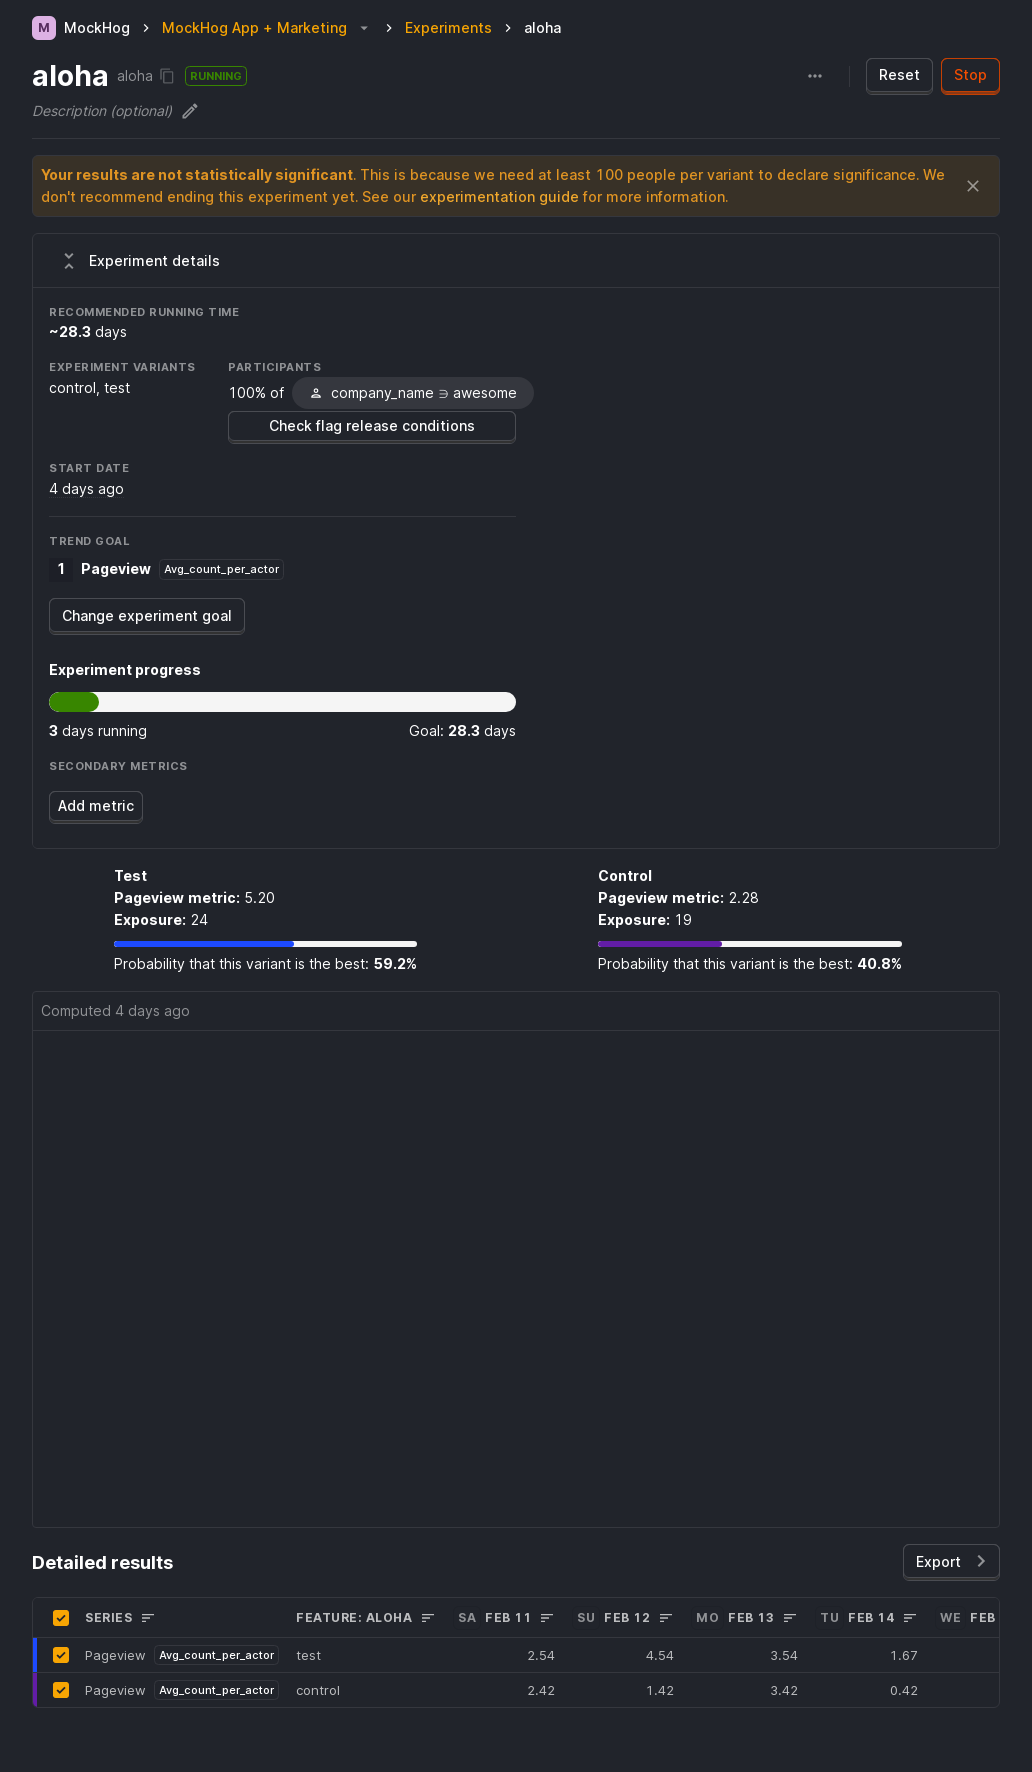 M MockHog > MockHog App + Marketing > Experiments > aloha
aloha aloha RUNNING Reset Stop
Description (optional)
Your results are not statistically significant. This is because we need at least 100 people per variant to declare significance. We
don't recommend ending this experiment yet. See our experimentation guide for more information.
Experiment details
RECOMMENDED RUNNING TIME
~28.3 days
EXPERIMENT VARIANTS
control, test
PARTICIPANTS
100% of company_name ∋ awesome
Check flag release conditions
START DATE
4 days ago
TREND GOAL
1 Pageview Avg_count_per_actor
Change experiment goal
Experiment progress
3 days running Goal: 28.3 days
SECONDARY METRICS
Add metric
Test
Pageview metric: 5.20
Exposure: 24
Probability that this variant is the best: 59.2%
Control
Pageview metric: 2.28
Exposure: 19
Probability that this variant is the best: 40.8%
Computed 4 days ago
Detailed results Export
SERIES FEATURE: ALOHA SA FEB 11 SU FEB 12 MO FEB 13 TU FEB 14 WE FEB
Pageview Avg_count_per_actor test 2.54 4.54 3.54 1.67
Pageview Avg_count_per_actor control 2.42 1.42 3.42 0.42